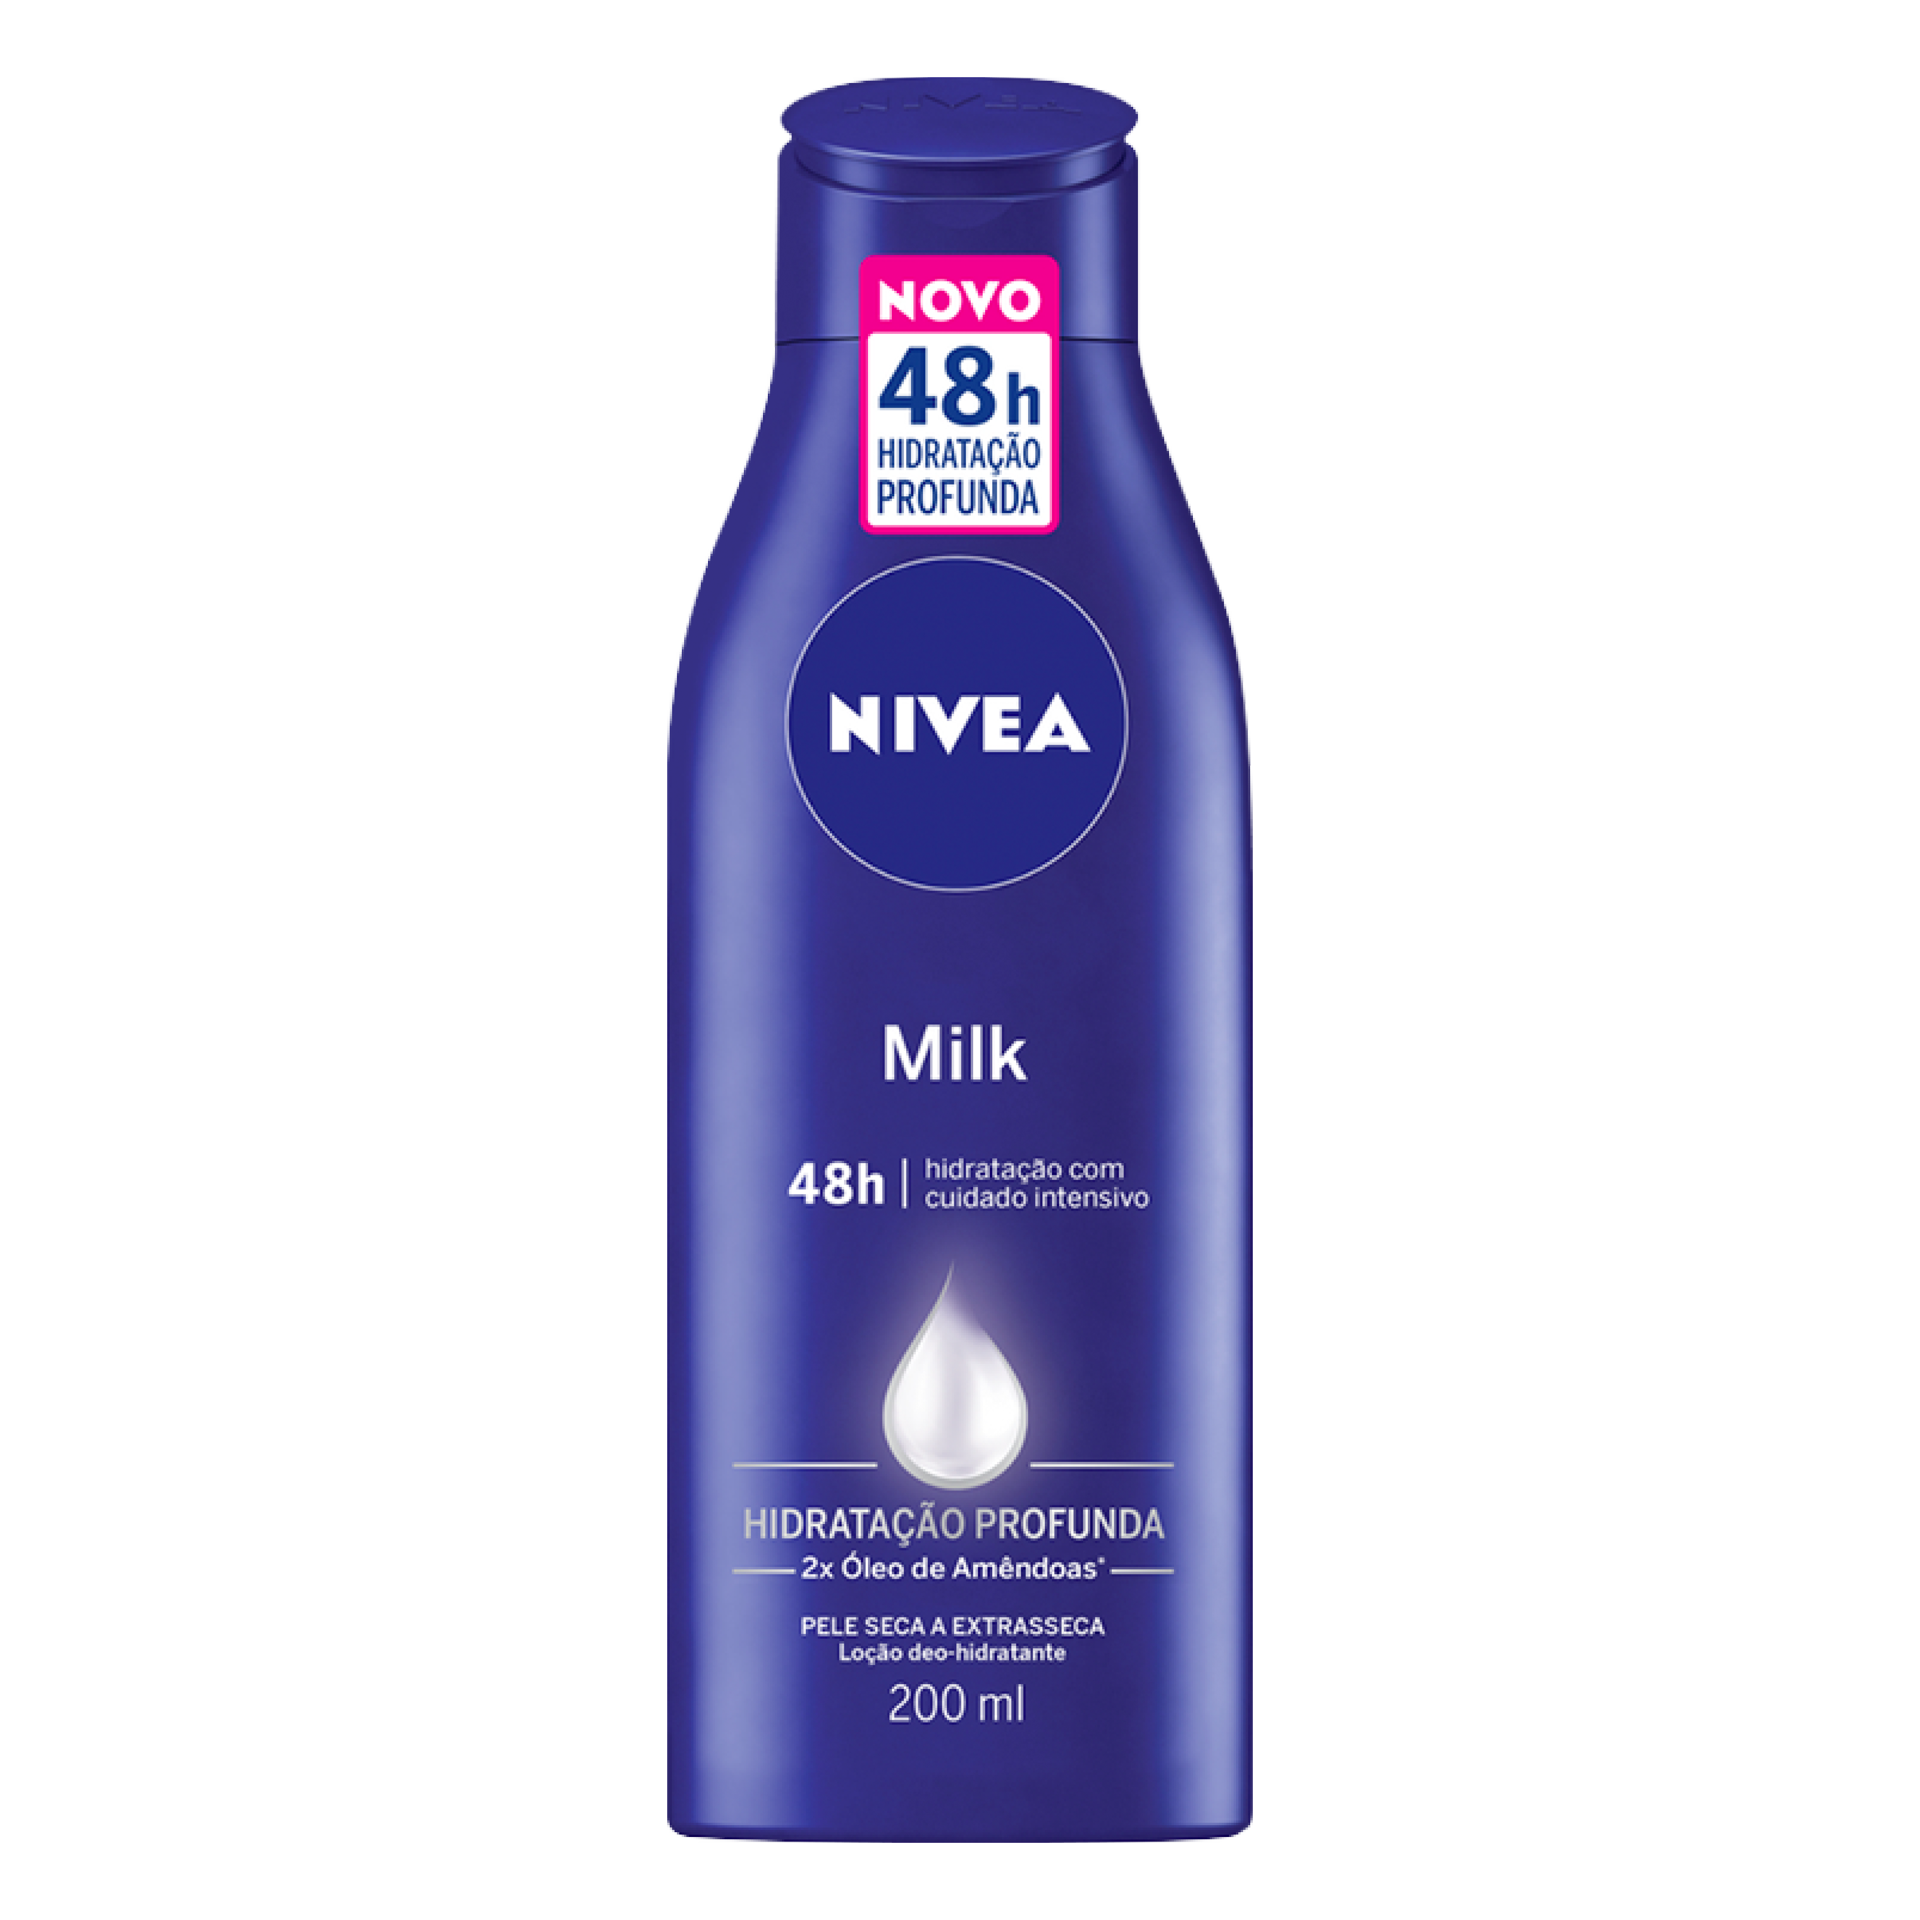 NIVEA
NOVO
48h
HIDRATAÇÃO
PROFUNDA
NIVEA
Milk
48h | hidratação com
cuidado intensivo
HIDRATAÇÃO PROFUNDA
2x Óleo de Amêndoas*
PELE SECA A EXTRASSECA
Loção deo-hidratante
200 ml